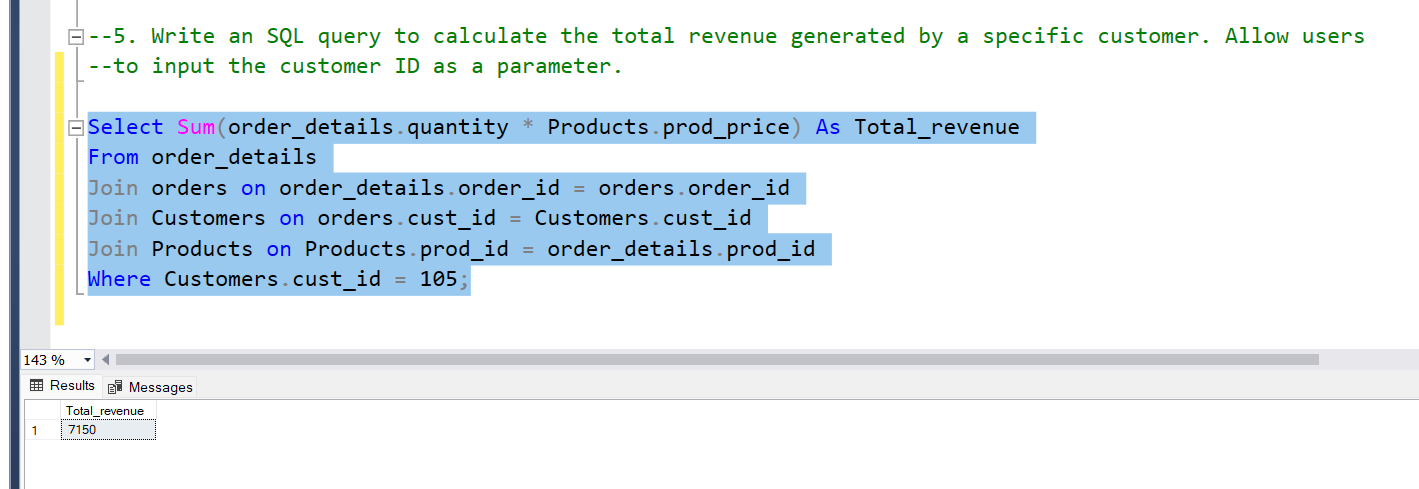 --5. Write an SQL query to calculate the total revenue generated by a specific customer. Allow users
--to input the customer ID as a parameter.
Select Sum(order_details.quantity * Products.prod_price) As Total_revenue
From order_details
Join orders on order_details.order_id = orders.order_id
Join Customers on orders.cust_id = Customers.cust_id
Join Products on Products.prod_id = order_details.prod_id
Where Customers.cust_id = 105;
143 %
Results Messages
Total_revenue
1 7150